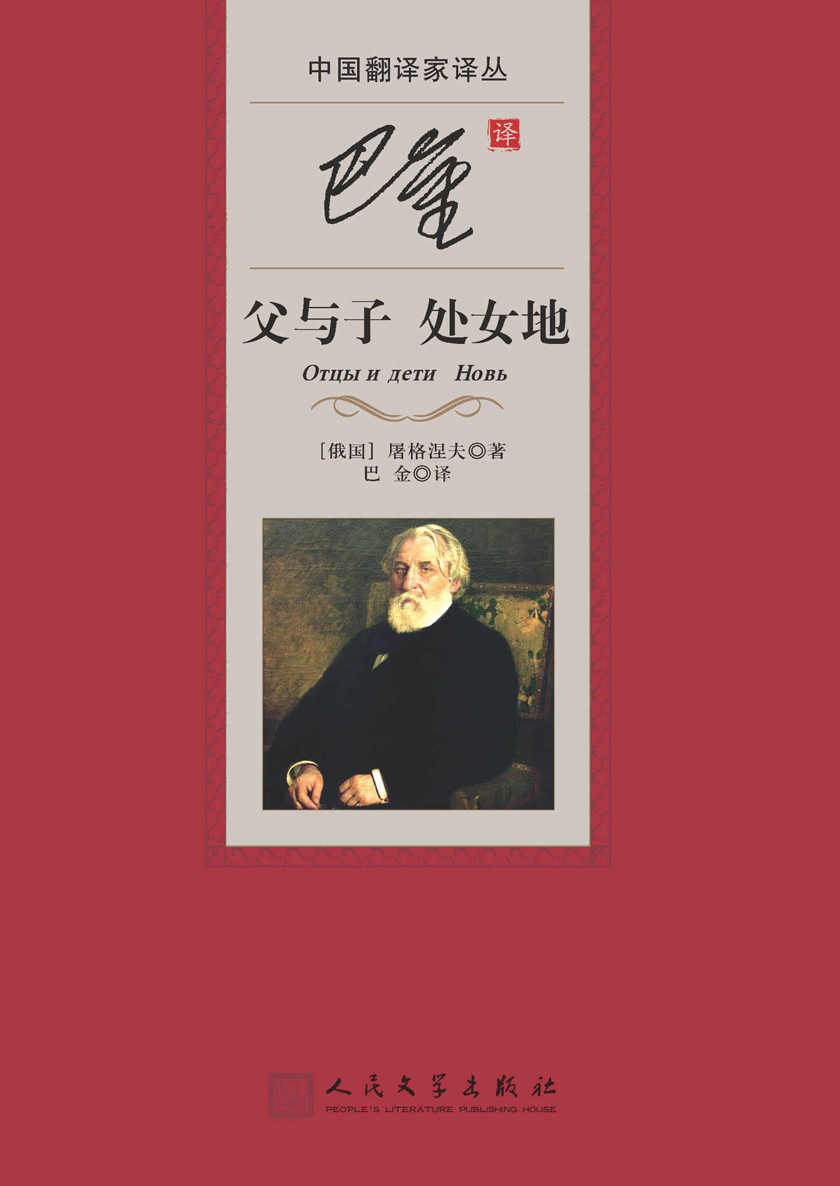 中国翻译家译丛
巴金
译
父与子 处女地
Отцы и дети Новь
[俄国] 屠格涅夫◎著
巴 金◎译
人民文学出版社
PEOPLE'S LITERATURE PUBLISHING HOUSE